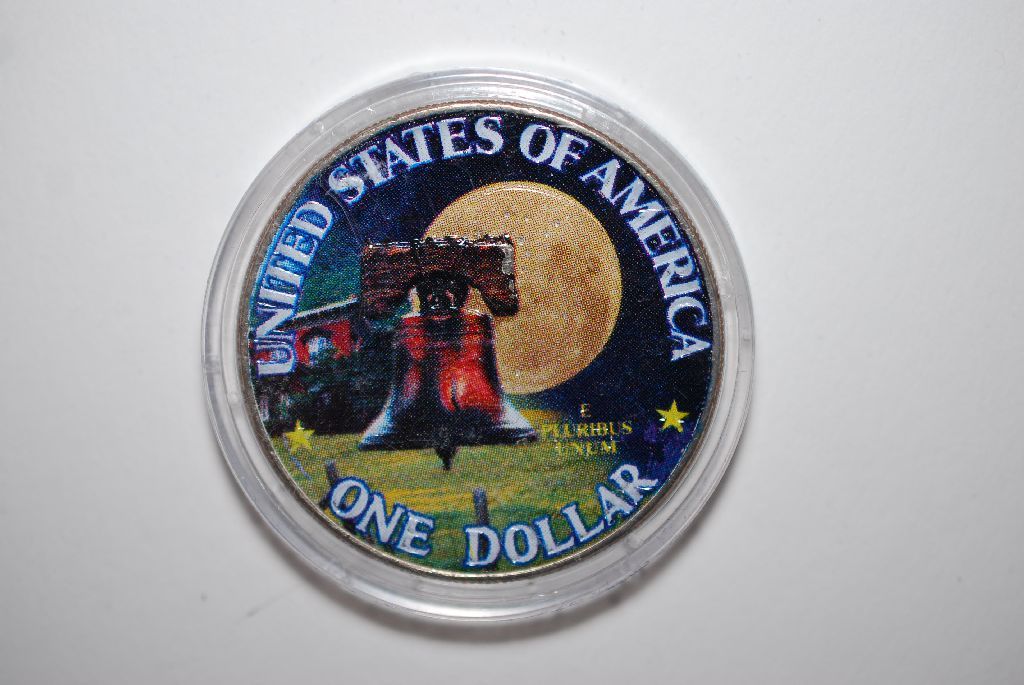 UNITED STATES OF AMERICA
E
PLURIBUS
UNUM
ONE DOLLAR